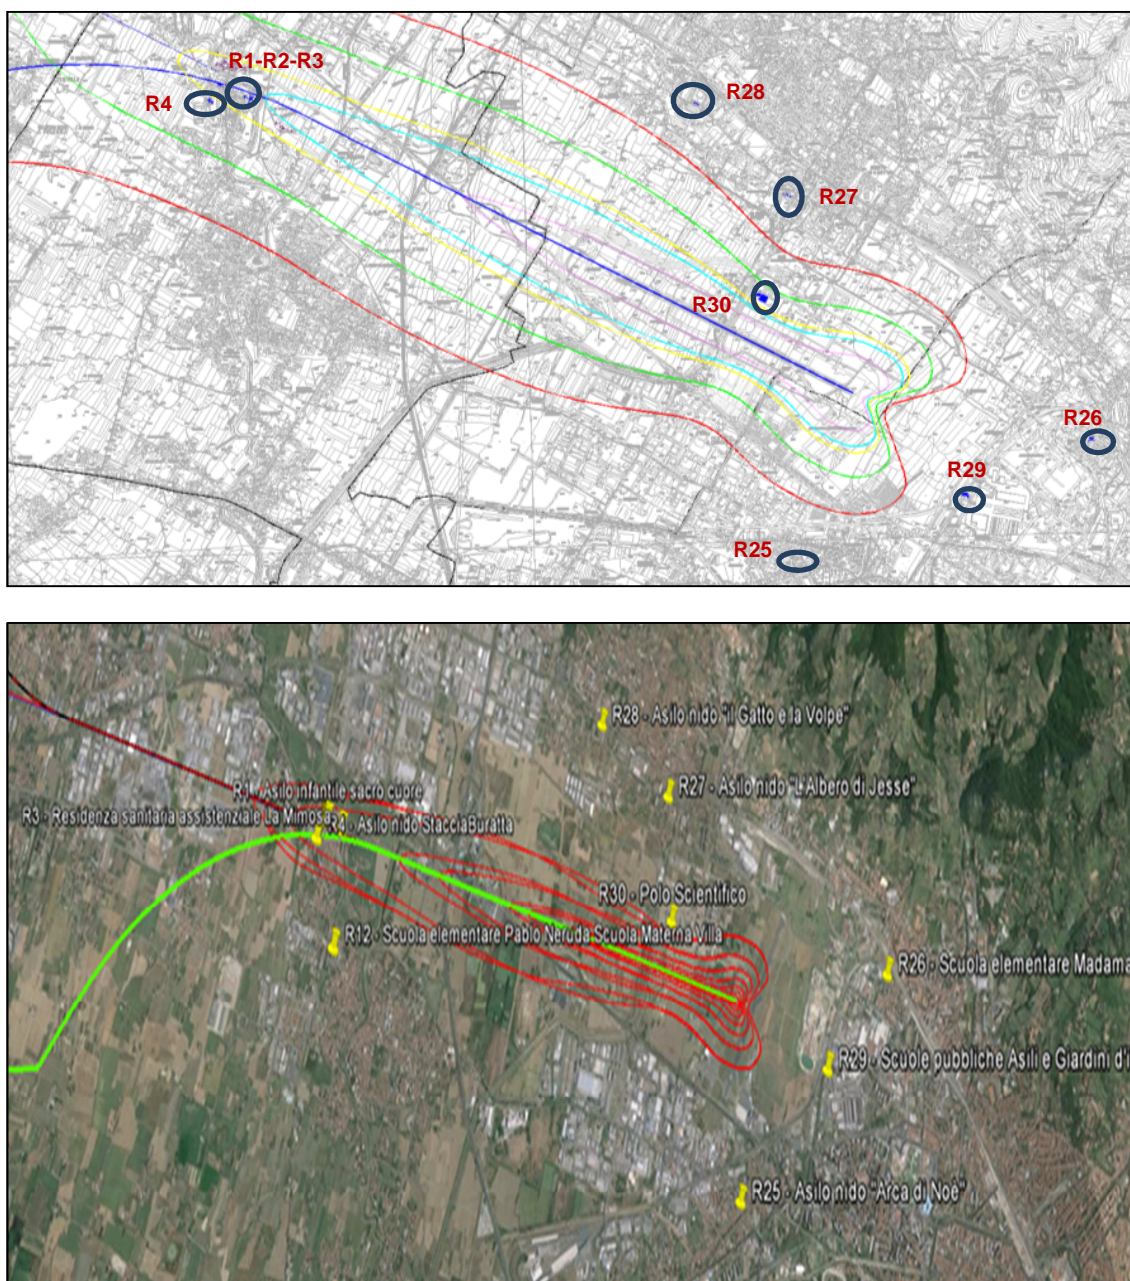 R1-R2-R3
R4
R28
R27
R30
R26
R29
R25
R28 - Asilo nido "il Gatto e la Volpe"
R27 - Asilo nido "L'Albero di Jesse"
R1 - Asilo infantile sacro cuore
R3 - Residenza sanitaria assistenziale La Mimosa
Asilo nido StacciaBuratta
R30 - Polo Scientifico
R12 - Scuola elementare Pablo Neruda Scuola Materna Villa
R26 - Scuola elementare Madama
R29 - Scuole pubbliche Asili e Giardini d'i
R25 - Asilo nido "Arca di Noè"